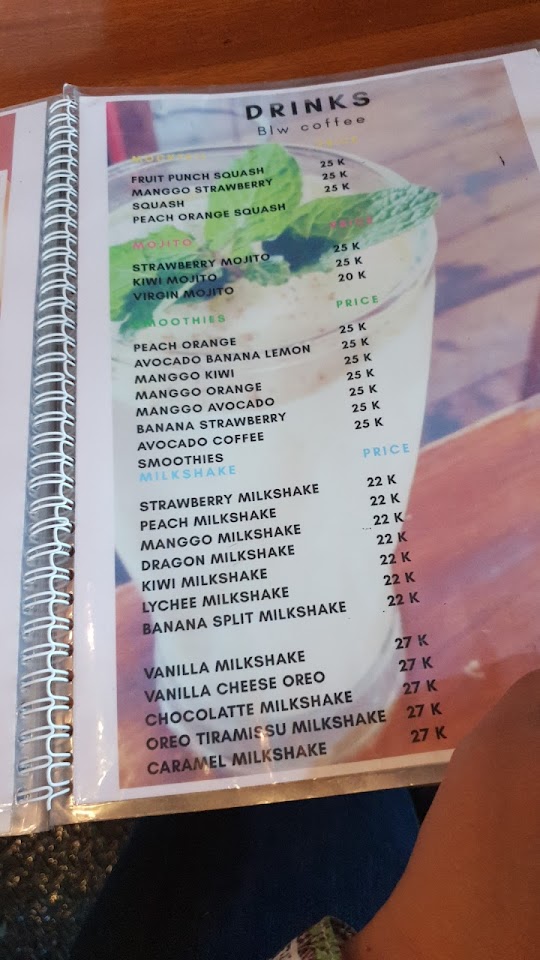 DRINKS
Blw coffee
MOCKTAIL PRICE
FRUIT PUNCH SQUASH 25 K
MANGGO STRAWBERRY 25 K
SQUASH 25 K
PEACH ORANGE SQUASH
MOJITO PRICE
STRAWBERRY MOJITO 25 K
KIWI MOJITO 25 K
VIRGIN MOJITO 20 K
SMOOTHIES PRICE
PEACH ORANGE 25 K
AVOCADO BANANA LEMON 25 K
MANGGO KIWI 25 K
MANGGO ORANGE 25 K
MANGGO AVOCADO 25 K
BANANA STRAWBERRY 25 K
AVOCADO COFFEE 25 K
SMOOTHIES
MILKSHAKE PRICE
STRAWBERRY MILKSHAKE 22 K
PEACH MILKSHAKE 22 K
MANGGO MILKSHAKE 22 K
DRAGON MILKSHAKE 22 K
KIWI MILKSHAKE 22 K
LYCHEE MILKSHAKE 22 K
BANANA SPLIT MILKSHAKE 22 K
VANILLA MILKSHAKE 27 K
VANILLA CHEESE OREO 27 K
CHOCOLATTE MILKSHAKE 27 K
OREO TIRAMISSU MILKSHAKE 27 K
CARAMEL MILKSHAKE 27 K